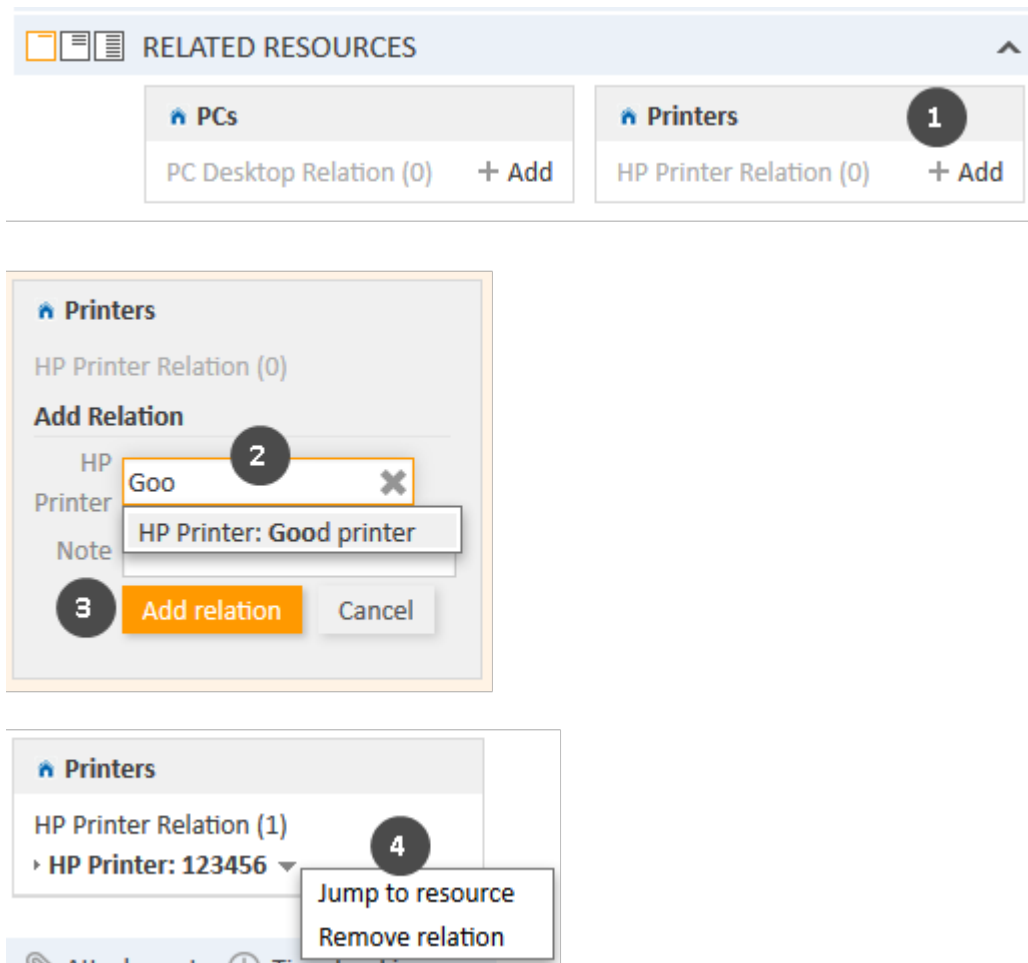 RELATED RESOURCES
PCs
PC Desktop Relation (0) + Add
Printers
1
HP Printer Relation (0) + Add
Printers
HP Printer Relation (0)
Add Relation
2
HP Printer
Goo
HP Printer: Good printer
Note
3
Add relation Cancel
Printers
HP Printer Relation (1)
4
HP Printer: 123456
Jump to resource
Remove relation